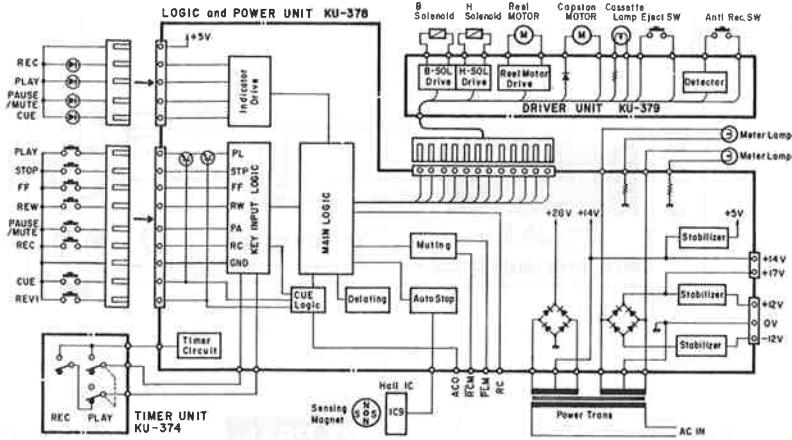 LOGIC and POWER UNIT KU-378
B Solenoid
H Solenoid
Reel MOTOR
Capston MOTOR
Cassette Lamp
Eject SW
Anti Rec. SW
M
M
+5V
REC
PLAY
PAUSE /MUTE
CUE
Indicator Drive
B-SOL Drive
H-SOL Drive
Reel Motor Drive
Detector
DRIVER UNIT KU-379
Meter Lamp
Meter Lamp
PLAY
STOP
FF
REW
PAUSE /MUTE
REC
CUE
REVI
PL
STP
FF
RW
PA
RC
GND
KEY INPUT LOGIC
MAIN LOGIC
Muting
CUE Logic
Delating
Auto Stop
+28V
+14V
+5V
Stabilizer
+14V
+17V
Stabilizer
+12V
0V
Stabilizer
-12V
Timer Circuit
REC
PLAY
TIMER UNIT KU-374
Sensing Magnet
N
S
S
N
Hall IC
IC9
ACO
RCM
PLM
RC
Power Trans
AC IN